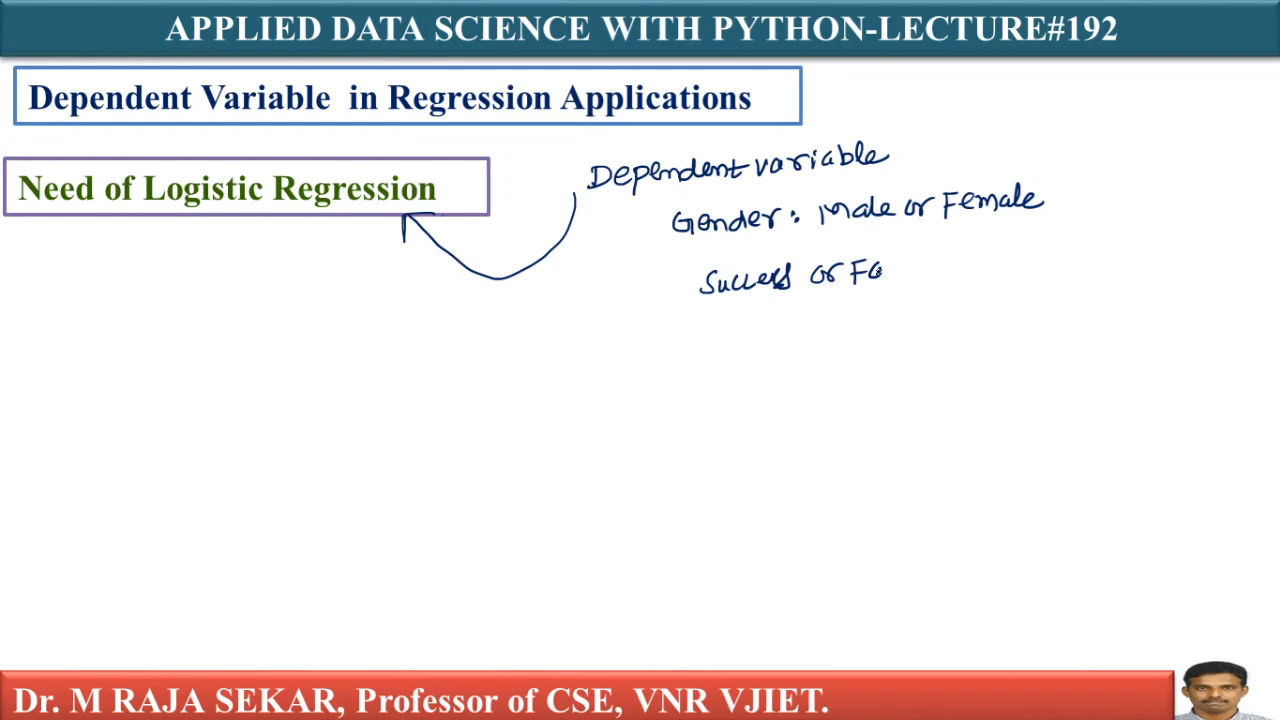 APPLIED DATA SCIENCE WITH PYTHON-LECTURE#192
Dependent Variable in Regression Applications
Need of Logistic Regression
Dependent variable
Gender: Male or Female
Success or Fa
Dr. M RAJA SEKAR, Professor of CSE, VNR VJIET.